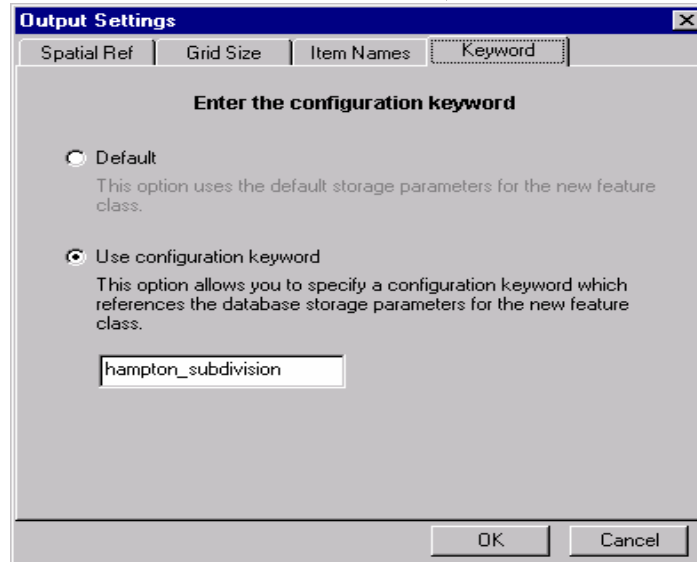 Output Settings
Spatial Ref Grid Size Item Names Keyword
Enter the configuration keyword
Default
This option uses the default storage parameters for the new feature
class.
Use configuration keyword
This option allows you to specify a configuration keyword which
references the database storage parameters for the new feature
class.
hampton_subdivision
OK Cancel